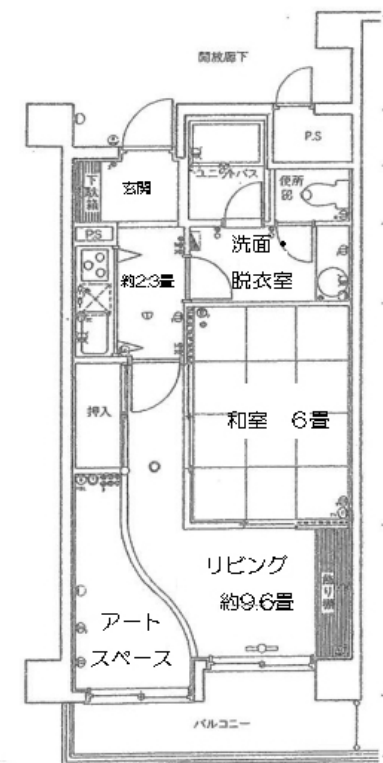 開放廊下
P.S
下駄箱
玄関
ユニットバス
便所
PS
約2.3畳
洗面
脱衣室
押入
和室 6畳
リビング
約9.6畳
飾り棚
アート
スペース
バルコニー